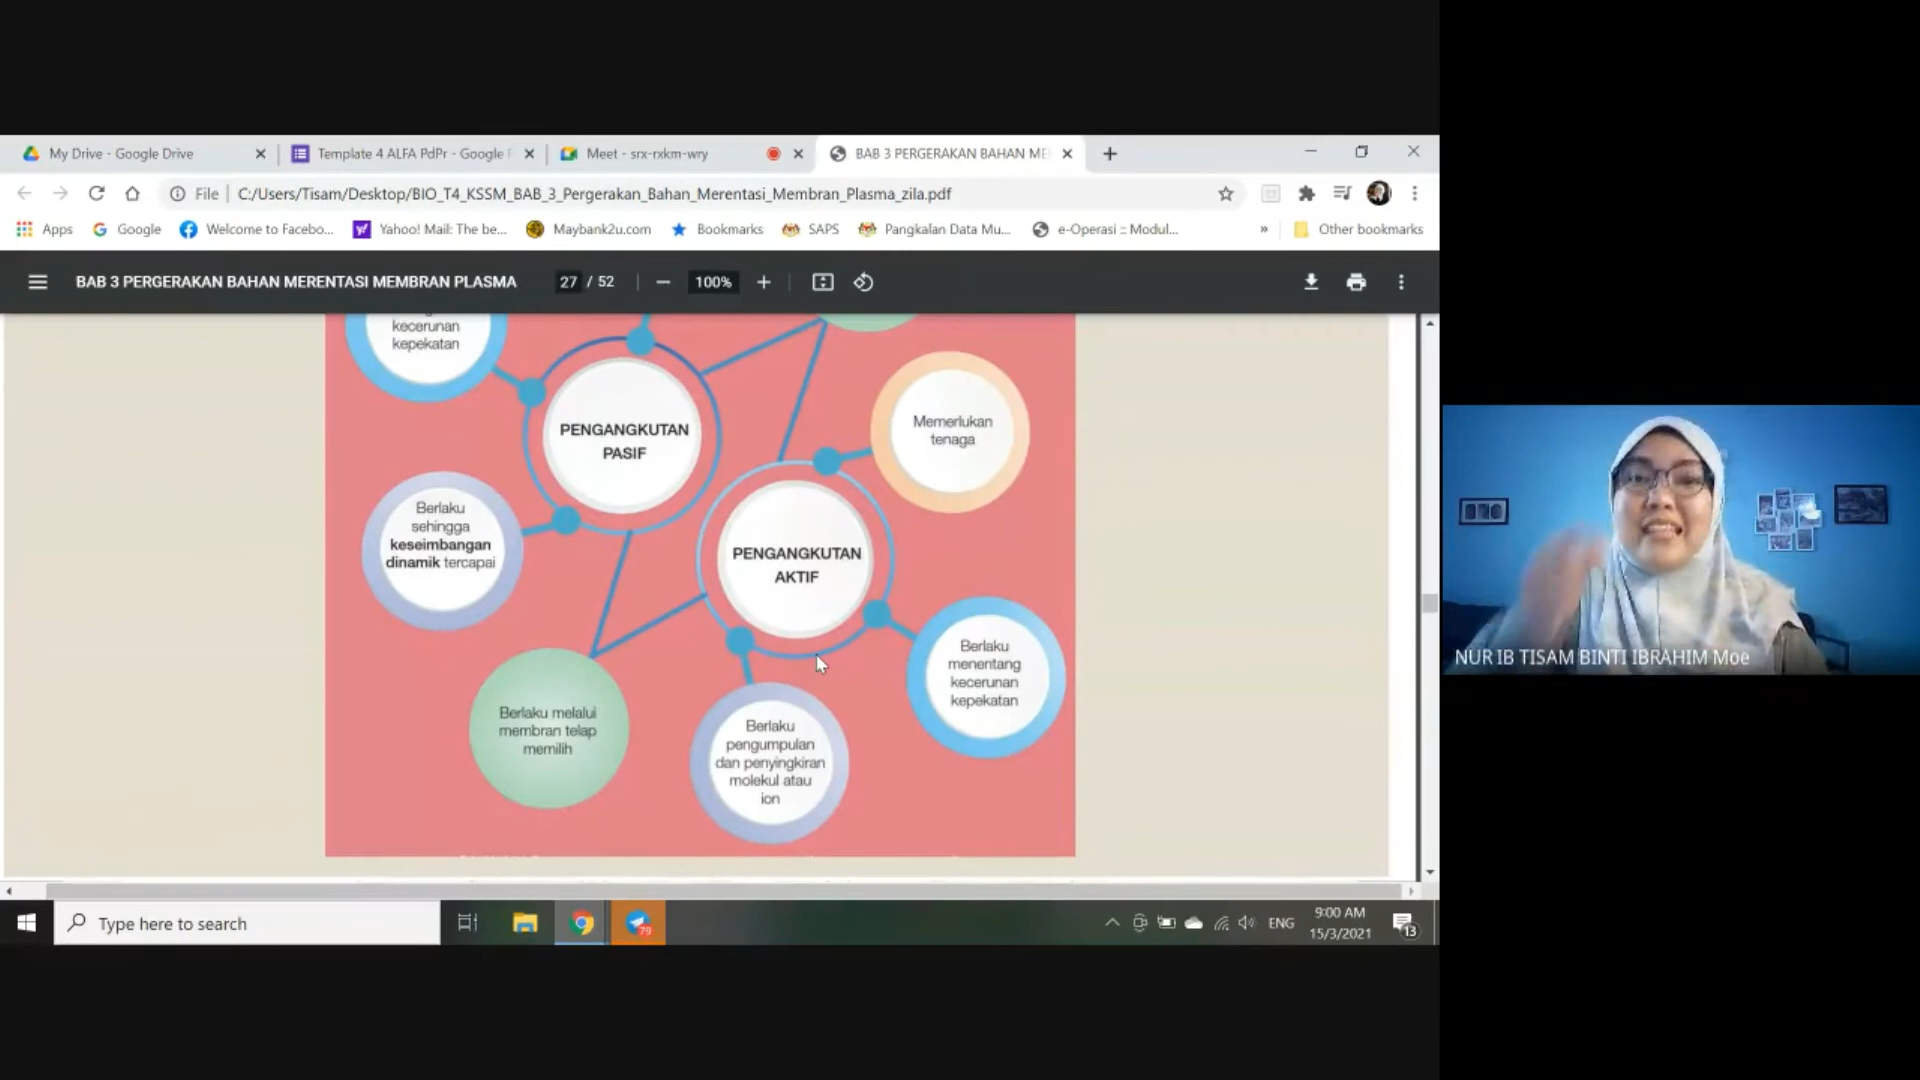 My Drive - Google Drive
Template 4 ALFA PdPr - Google F
Meet - srx-rxkm-wry
BAB 3 PERGERAKAN BAHAN ME
File
C:/Users/Tisam/Desktop/BIO_T4_KSSM_BAB_3_Pergerakan_Bahan_Merentasi_Membran_Plasma_zila.pdf
Apps
Google
Welcome to Facebo...
Yahoo! Mail: The be...
Maybank2u.com
Bookmarks
SAPS
Pangkalan Data Mu...
e-Operasi :: Modul...
»
Other bookmarks
BAB 3 PERGERAKAN BAHAN MERENTASI MEMBRAN PLASMA
27 / 52
100%
kecerunan
kepekatan
PENGANGKUTAN
PASIF
Memerlukan
tenaga
Berlaku
sehingga
keseimbangan
dinamik tercapai
PENGANGKUTAN
AKTIF
Berlaku
menentang
kecerunan
kepekatan
Berlaku melalui
membran telap
memilih
Berlaku
pengumpulan
dan penyingkiran
molekul atau
ion
NUR IB TISAM BINTI IBRAHIM Moe
Type here to search
79
ENG
9:00 AM
15/3/2021
13